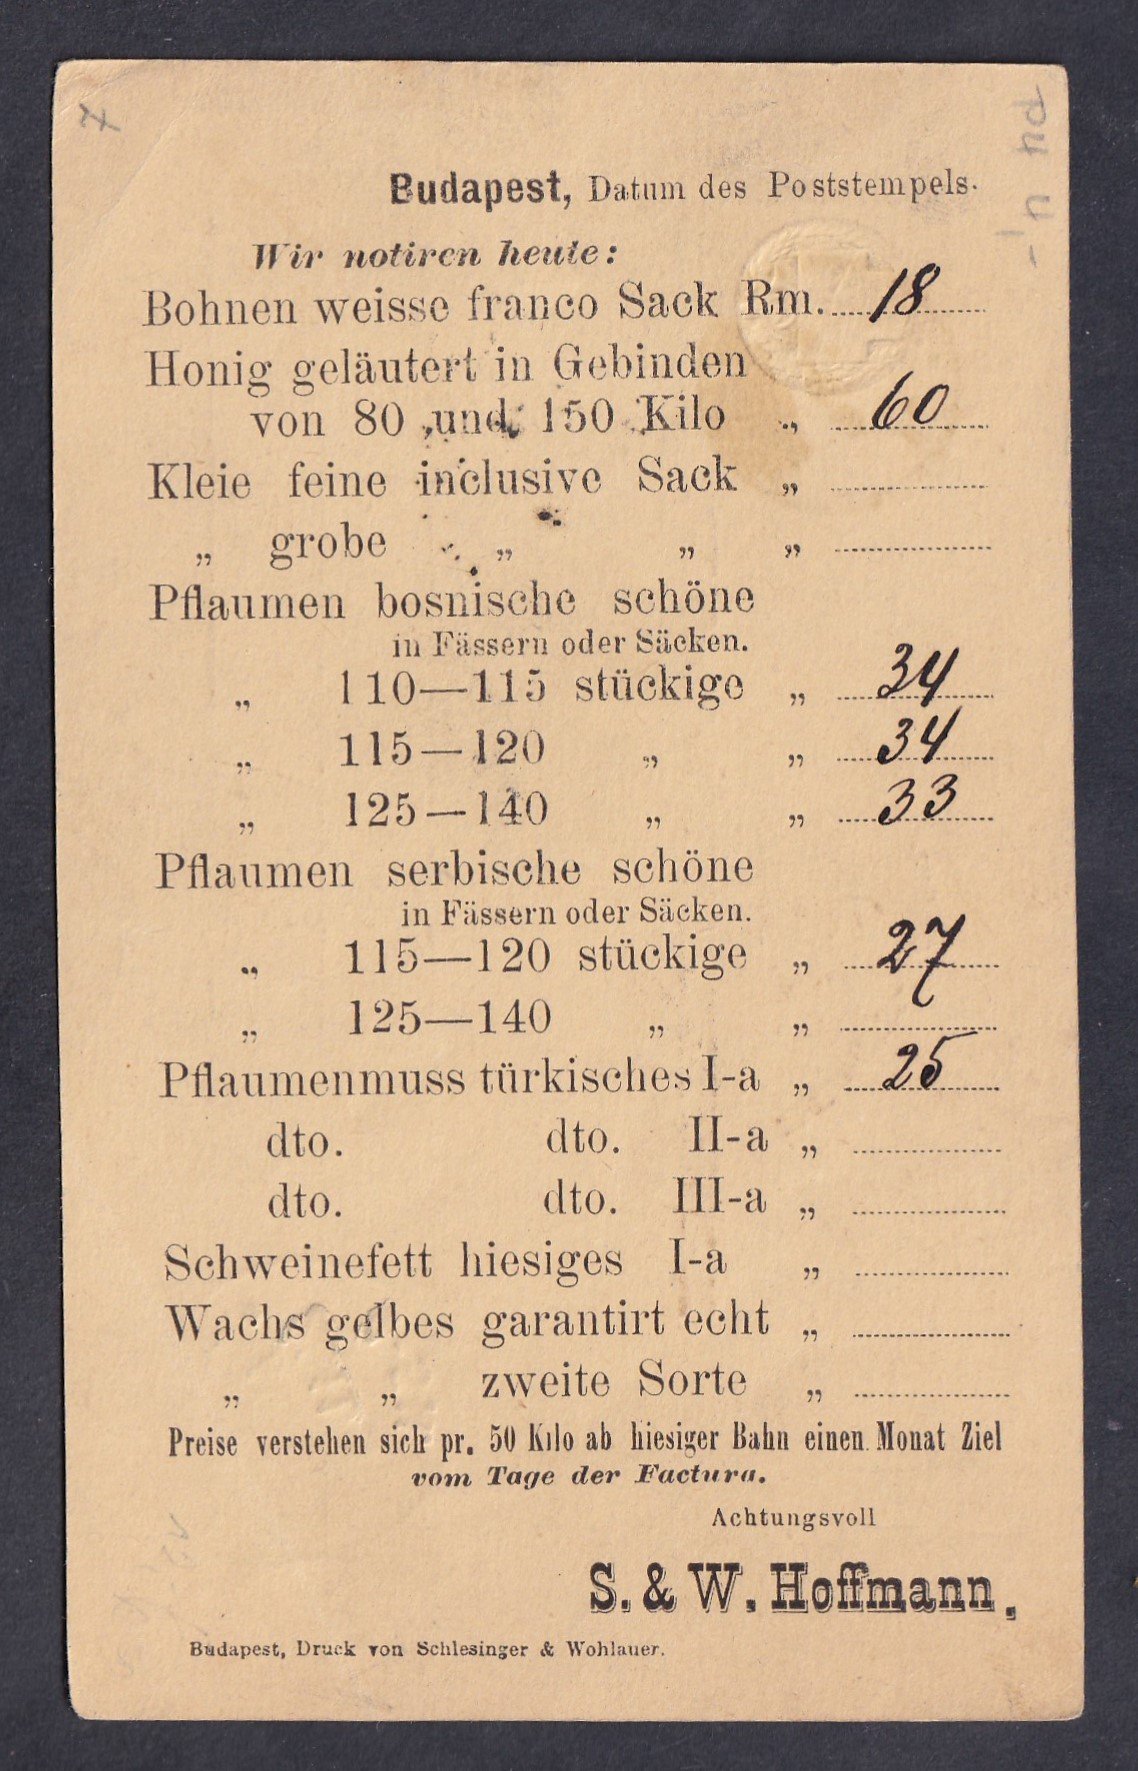 Budapest, Datum des Poststempels.
Wir notiren heute:
Bohnen weisse franco Sack Rm. 18
Honig geläutert in Gebinden
von 80 und 150 Kilo „ 60
Kleie feine inclusive Sack „
„ grobe „ „ „
Pflaumen bosnische schöne
in Fässern oder Säcken.
„ 110—115 stückige „ 34
„ 115—120 „ „ 34
„ 125—140 „ „ 33
Pflaumen serbische schöne
in Fässern oder Säcken.
„ 115—120 stückige „ 27
„ 125—140 „ „
Pflaumenmuss türkisches I-a „ 25
dto. dto. II-a „
dto. dto. III-a „
Schweinefett hiesiges I-a „
Wachs gelbes garantirt echt „
„ „ zweite Sorte „
Preise verstehen sich pr. 50 Kilo ab hiesiger Bahn einen Monat Ziel
vom Tage der Factura.
Achtungsvoll
S. & W. Hoffmann.
Budapest, Druck von Schlesinger & Wohlauer.